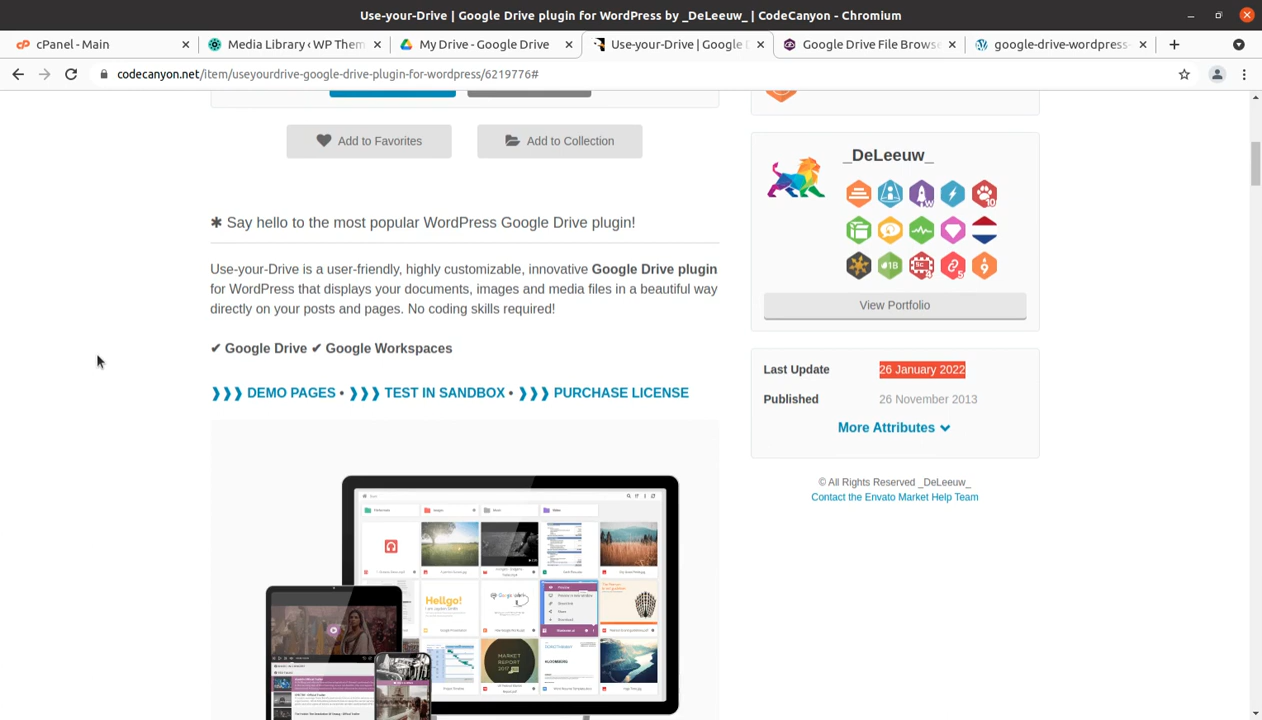 Use-your-Drive | Google Drive plugin for WordPress by _DeLeeuw_ | CodeCanyon - Chromium
cPanel - Main
Media Library ‹ WP Them
My Drive - Google Drive
Use-your-Drive | Google D
Google Drive File Browse
google-drive-wordpress-
codecanyon.net/item/useyourdrive-google-drive-plugin-for-wordpress/6219776#
Add to Favorites
Add to Collection
✱ Say hello to the most popular WordPress Google Drive plugin!
Use-your-Drive is a user-friendly, highly customizable, innovative Google Drive plugin
for WordPress that displays your documents, images and media files in a beautiful way
directly on your posts and pages. No coding skills required!
✔ Google Drive ✔ Google Workspaces
❱❱❱ DEMO PAGES • ❱❱❱ TEST IN SANDBOX • ❱❱❱ PURCHASE LICENSE
Hellgo!
MARKET
REPORT
2017
_DeLeeuw_
View Portfolio
Last Update 26 January 2022
Published 26 November 2013
More Attributes
© All Rights Reserved _DeLeeuw_
Contact the Envato Market Help Team